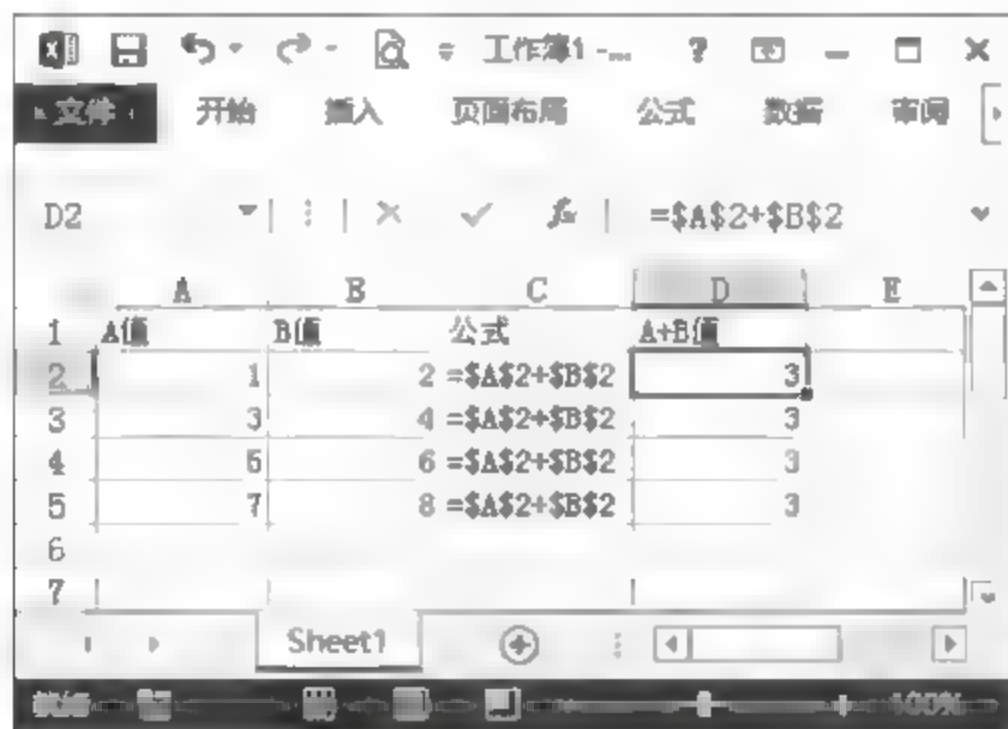 工作簿1 -... ?
文件 开始 插入 页面布局 公式 数据 审阅
D2 fx =$A$2+$B$2
A B C D E
1 A值 B值 公式 A+B值
2 1 2 =$A$2+$B$2 3
3 3 4 =$A$2+$B$2 3
4 5 6 =$A$2+$B$2 3
5 7 8 =$A$2+$B$2 3
6
7
Sheet1
100%